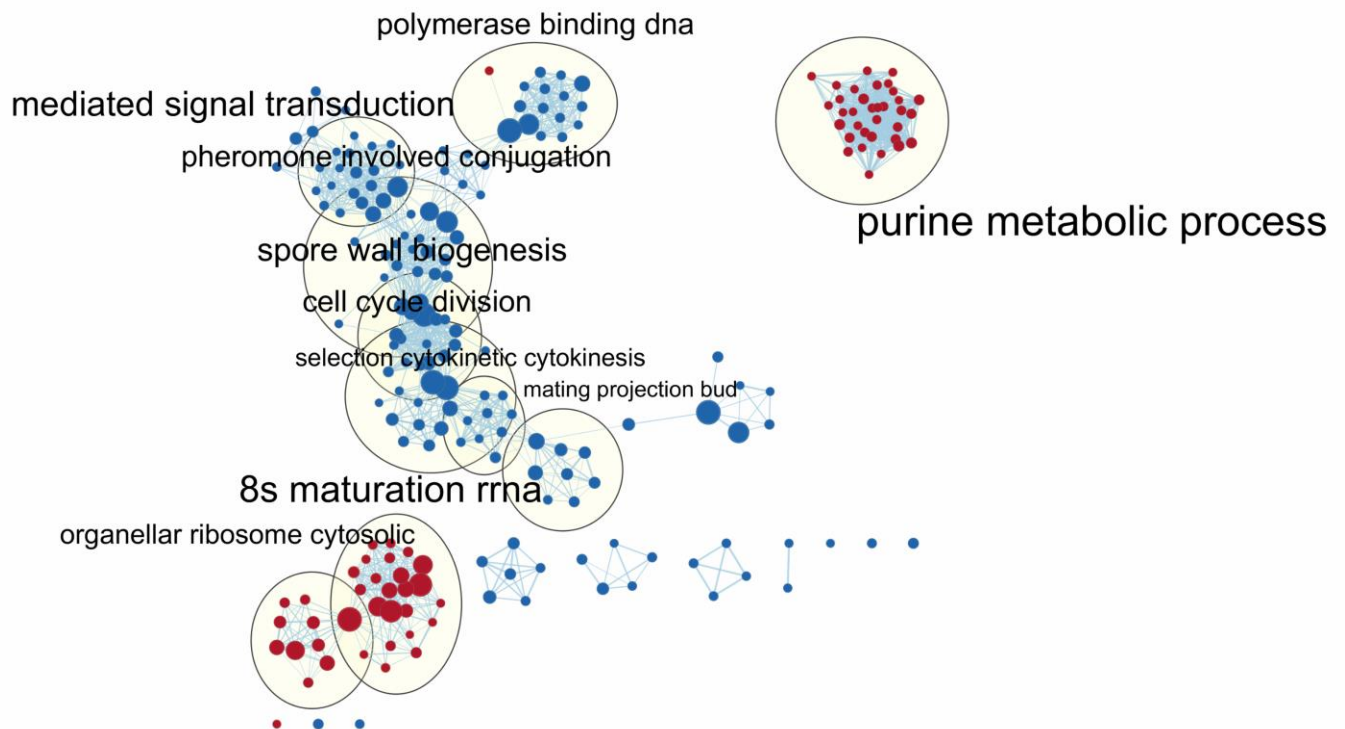 polymerase binding dna
mediated signal transduction
pheromone involved conjugation
purine metabolic process
spore wall biogenesis
cell cycle division
selection cytokinetic cytokinesis
mating projection bud
8s maturation rrna
organellar ribosome cytosolic